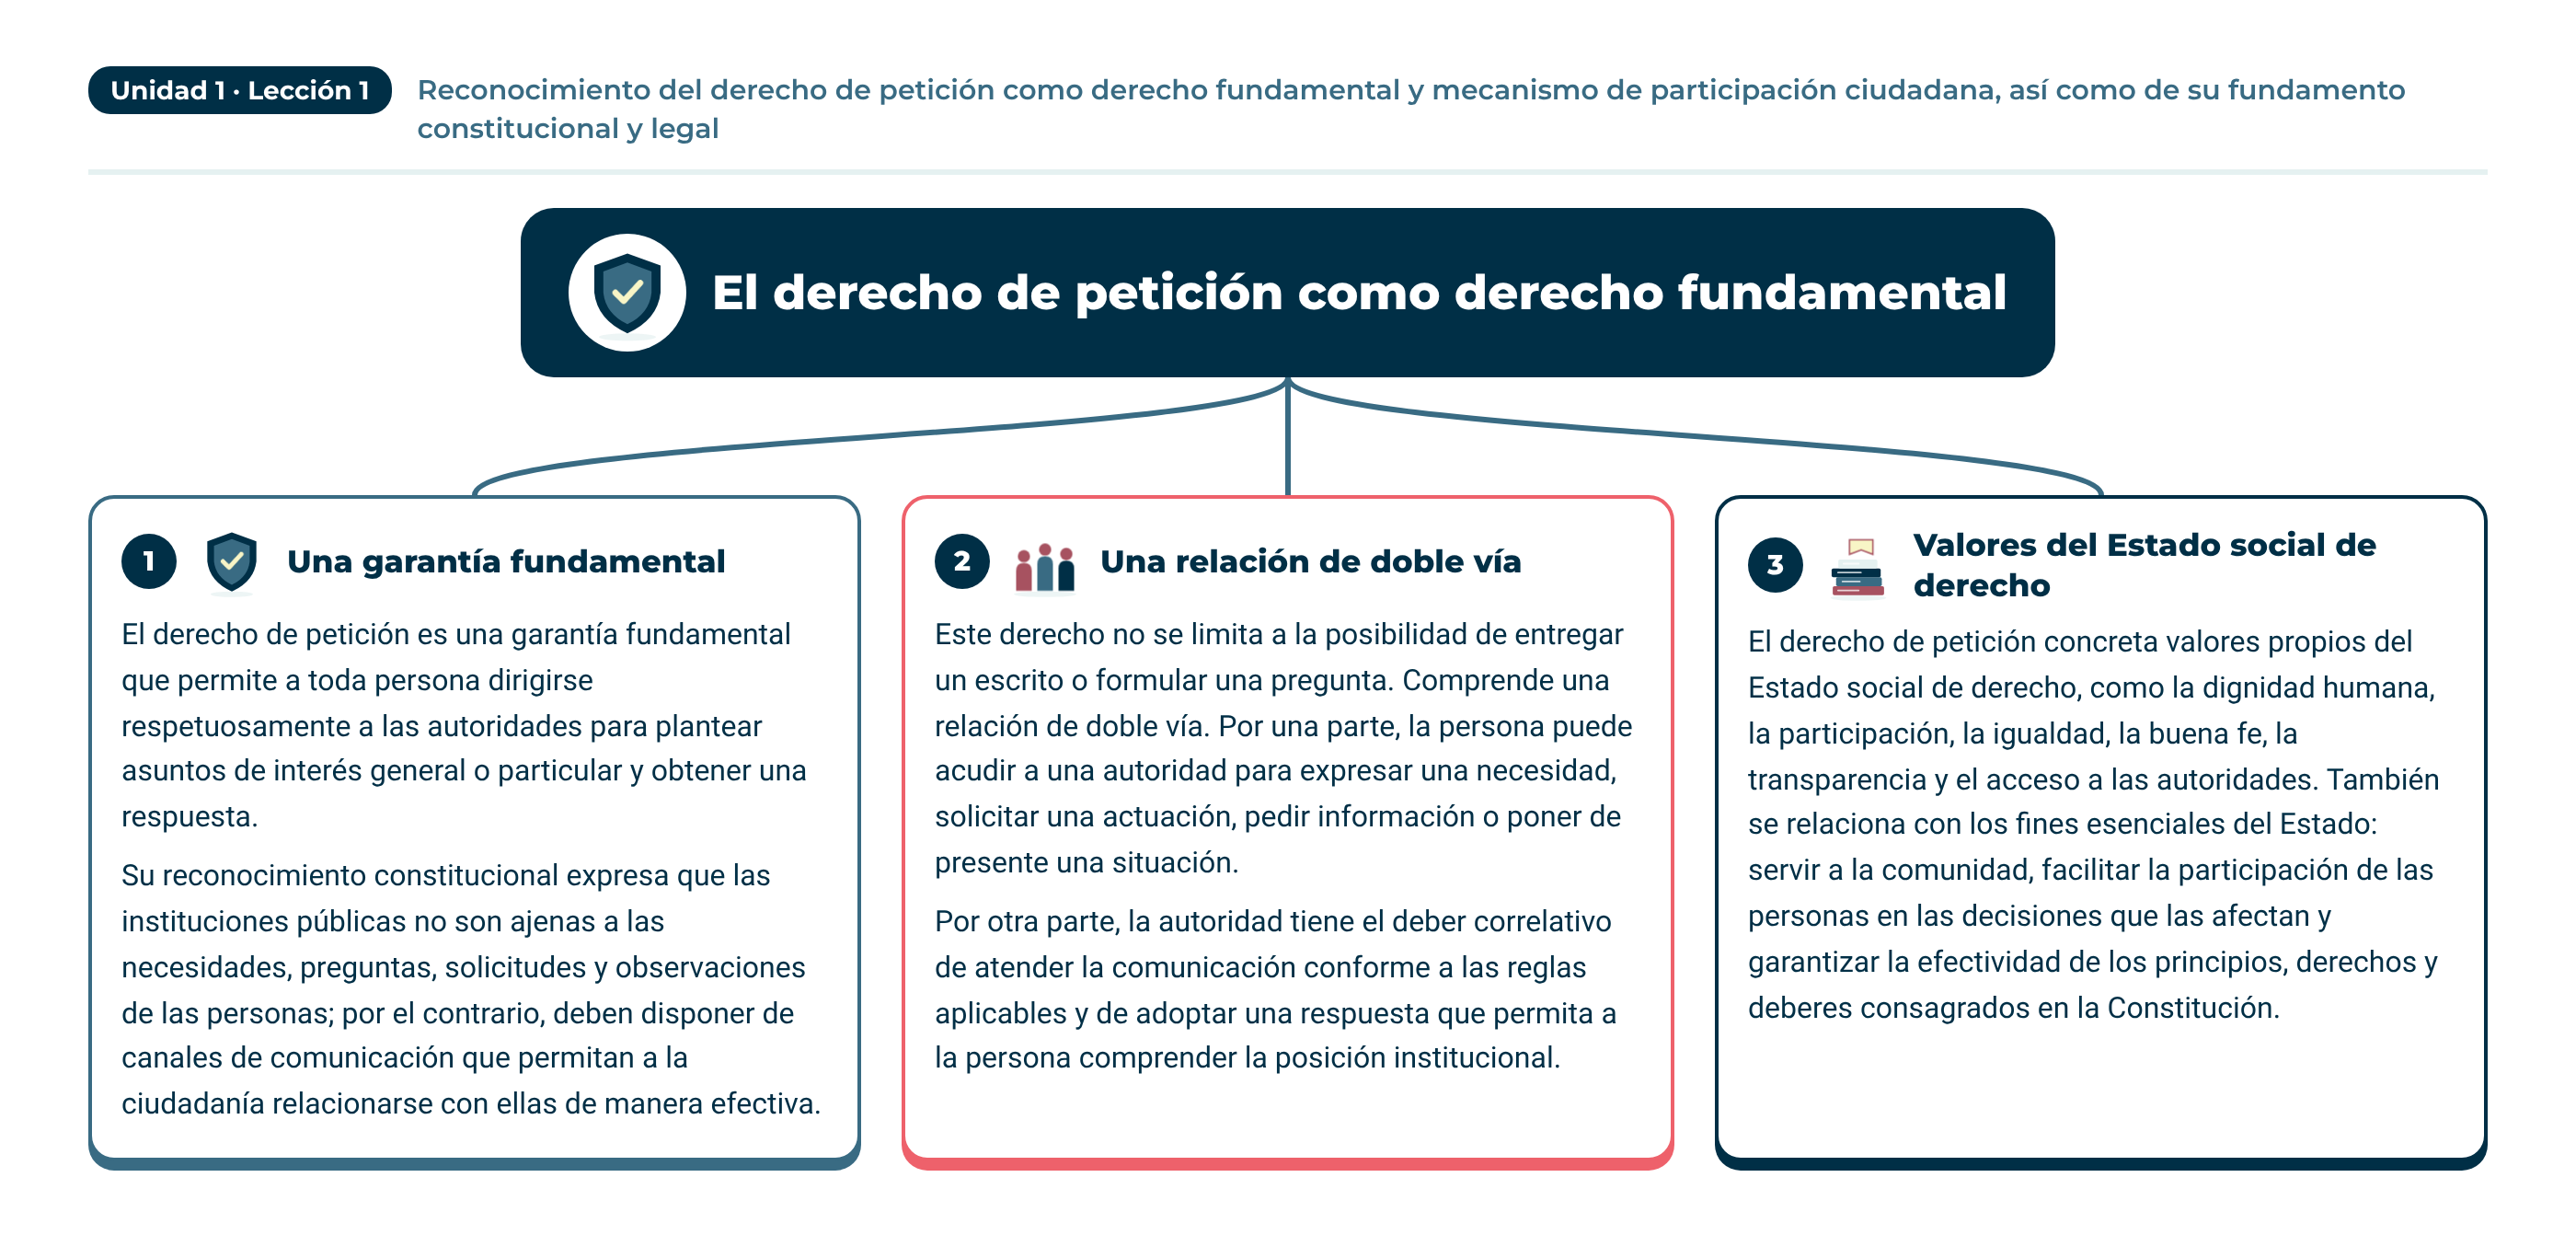 Unidad 1 · Lección 1
Reconocimiento del derecho de petición como derecho fundamental y mecanismo de participación ciudadana, así como de su fundamento
constitucional y legal
El derecho de petición como derecho fundamental
1
Una garantía fundamental
El derecho de petición es una garantía fundamental
que permite a toda persona dirigirse
respetuosamente a las autoridades para plantear
asuntos de interés general o particular y obtener una
respuesta.
Su reconocimiento constitucional expresa que las
instituciones públicas no son ajenas a las
necesidades, preguntas, solicitudes y observaciones
de las personas; por el contrario, deben disponer de
canales de comunicación que permitan a la
ciudadanía relacionarse con ellas de manera efectiva.
2
Una relación de doble vía
Este derecho no se limita a la posibilidad de entregar
un escrito o formular una pregunta. Comprende una
relación de doble vía. Por una parte, la persona puede
acudir a una autoridad para expresar una necesidad,
solicitar una actuación, pedir información o poner de
presente una situación.
Por otra parte, la autoridad tiene el deber correlativo
de atender la comunicación conforme a las reglas
aplicables y de adoptar una respuesta que permita a
la persona comprender la posición institucional.
3
Valores del Estado social de
derecho
El derecho de petición concreta valores propios del
Estado social de derecho, como la dignidad humana,
la participación, la igualdad, la buena fe, la
transparencia y el acceso a las autoridades. También
se relaciona con los fines esenciales del Estado:
servir a la comunidad, facilitar la participación de las
personas en las decisiones que las afectan y
garantizar la efectividad de los principios, derechos y
deberes consagrados en la Constitución.